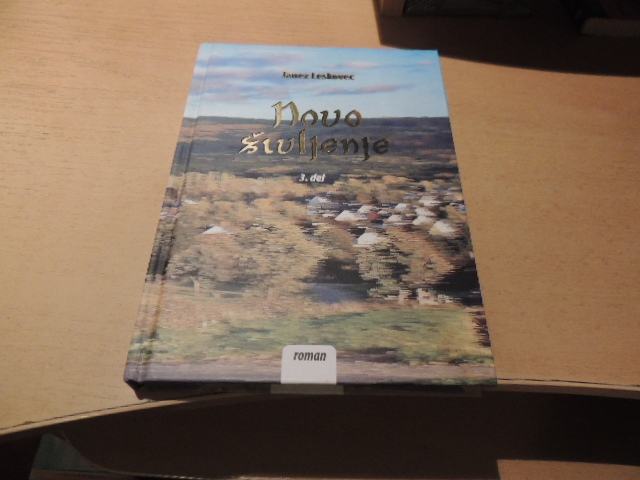 Janez Leskovec
Novo
življenje
3. del
roman